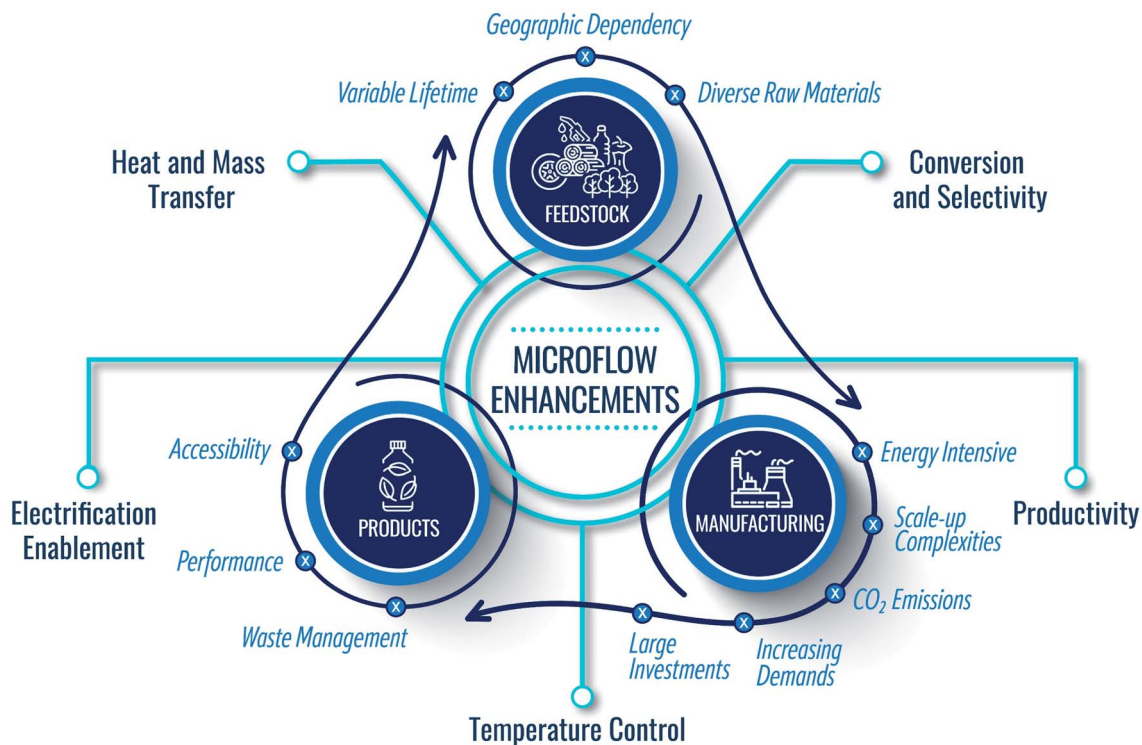 Geographic Dependency
Variable Lifetime
Diverse Raw Materials
Heat and Mass
Transfer
Conversion
and Selectivity
FEEDSTOCK
MICROFLOW
ENHANCEMENTS
Accessibility
Energy Intensive
PRODUCTS
MANUFACTURING
Electrification
Enablement
Productivity
Scale-up
Complexities
Performance
CO₂ Emissions
Waste Management
Large
Investments
Increasing
Demands
Temperature Control